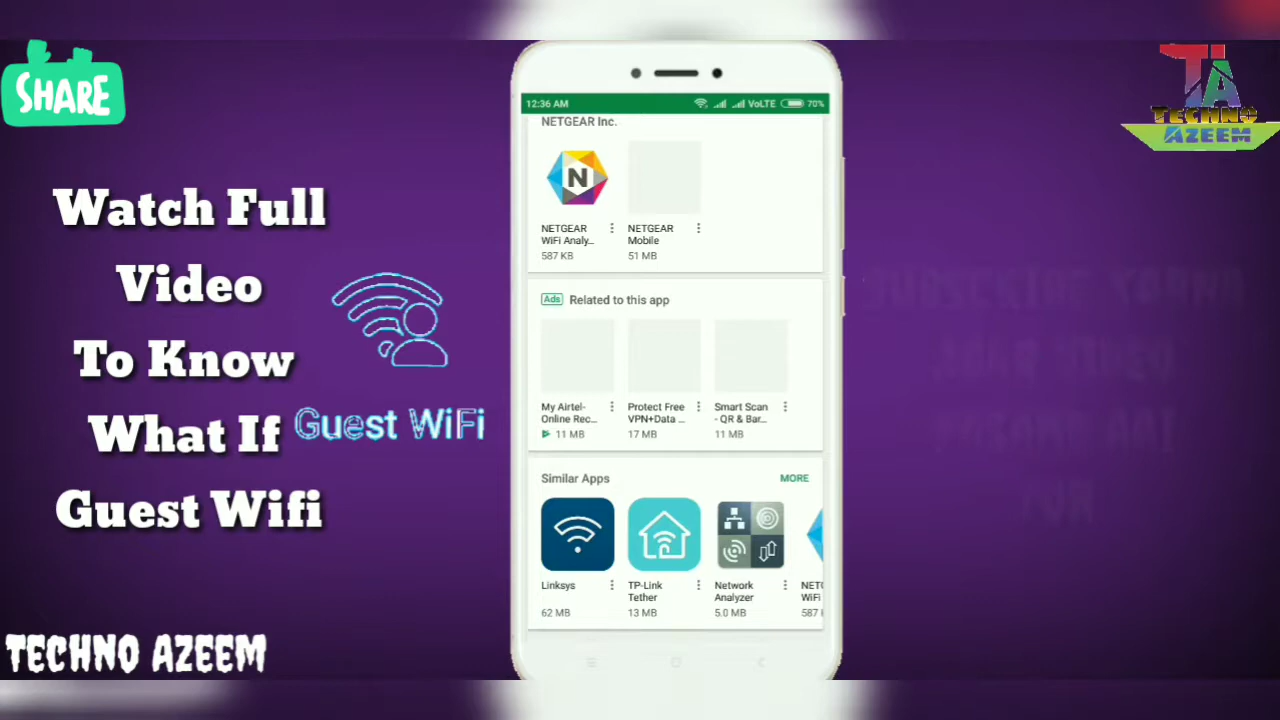 SHARE
Watch Full
Video
To Know
What If
Guest Wifi
Guest WiFi
TECHNO AZEEM
12:36 AM
VoLTE
70%
NETGEAR Inc.
N
NETGEAR
WiFi Analy...
587 KB
NETGEAR
Mobile
51 MB
Ads Related to this app
My Airtel-
Online Rec...
11 MB
Protect Free
VPN+Data ...
17 MB
Smart Scan
- QR & Bar...
11 MB
Similar Apps
MORE
Linksys
62 MB
TP-Link
Tether
13 MB
Network
Analyzer
5.0 MB
NETG
WiFi
587
TA
TECHNO
AZEEM